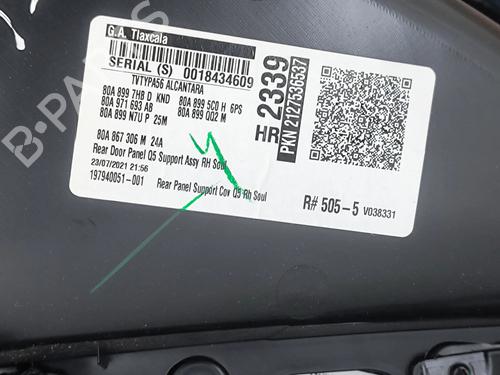 G.A. Tlaxcala
SERIAL (S) 0018434609
TVTYPA56 ALCANTARA
80A 899 7HB D KND
80A 899 5C0 H 6PS
80A 971 693 AB
80A 899 QQ2 M
80A 899 N7U P 25M
80A 867 306 M 24A
Rear Door Panel Q5 Support Assy RH Soul
23/07/2021 21:56
197940051-001
Rear Panel Support Cov Q5 Rh Soul
HR 2339
PKN 2127536537
R# 505-5 V038331